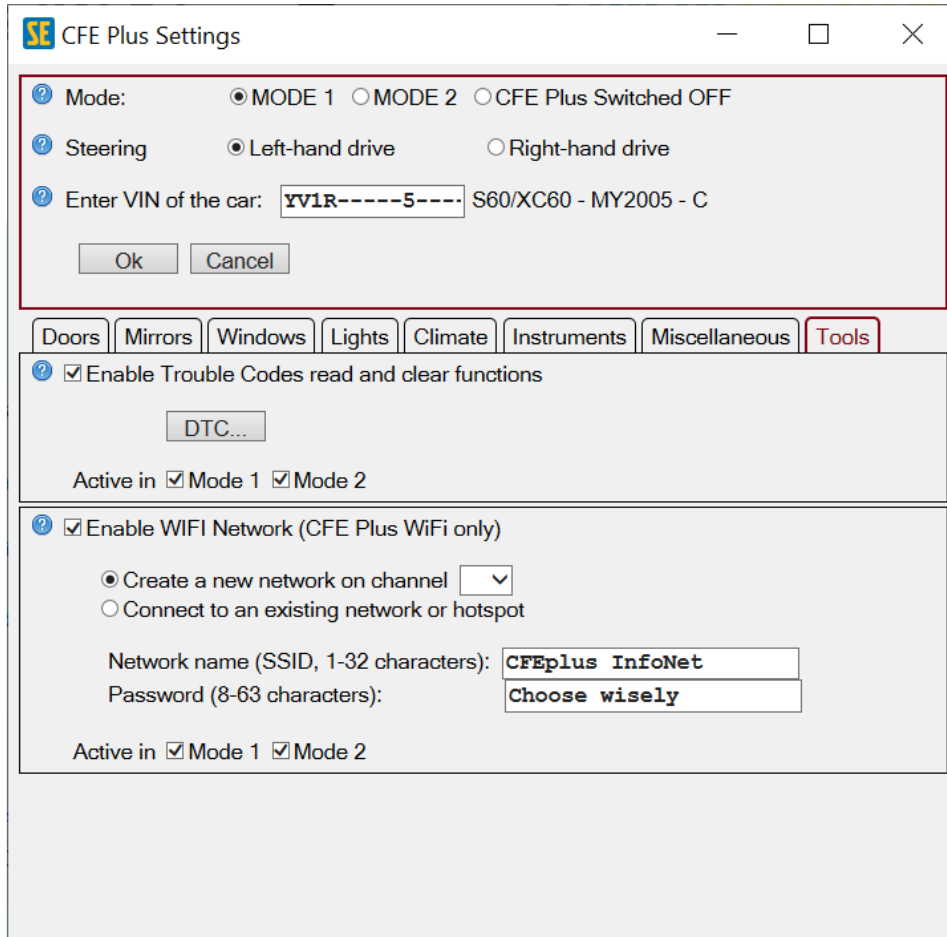 SE CFE Plus Settings
Mode: MODE 1 MODE 2 CFE Plus Switched OFF
Steering Left-hand drive Right-hand drive
Enter VIN of the car: YV1R-----5---- S60/XC60 - MY2005 - C
Ok Cancel
Doors Mirrors Windows Lights Climate Instruments Miscellaneous Tools
Enable Trouble Codes read and clear functions
DTC...
Active in Mode 1 Mode 2
Enable WIFI Network (CFE Plus WiFi only)
Create a new network on channel
Connect to an existing network or hotspot
Network name (SSID, 1-32 characters): CFEplus InfoNet
Password (8-63 characters): Choose wisely
Active in Mode 1 Mode 2